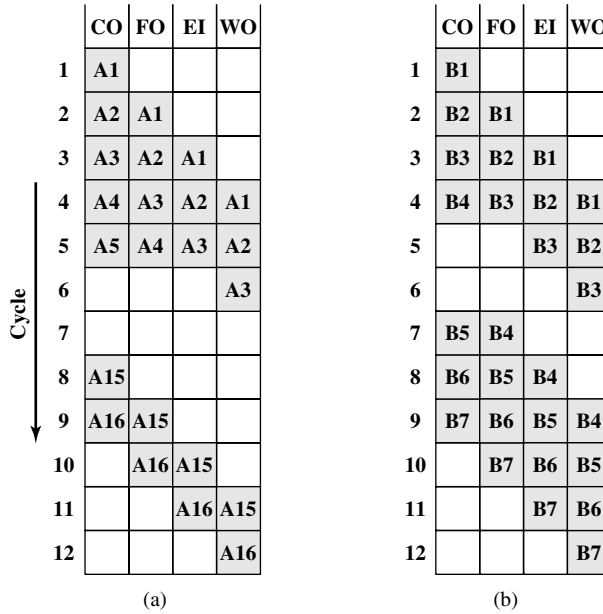 CO FO EI WO CO FO EI WO
1 A1 1 B1
2 A2 A1 2 B2 B1
3 A3 A2 A1 3 B3 B2 B1
4 A4 A3 A2 A1 4 B4 B3 B2 B1
5 A5 A4 A3 A2 5 B3 B2
6 A3 6 B3
Cycle
7 7 B5 B4
8 A15 8 B6 B5 B4
9 A16 A15 9 B7 B6 B5 B4
10 A16 A15 10 B7 B6 B5
11 A16 A15 11 B7 B6
12 A16 12 B7
(a) (b)